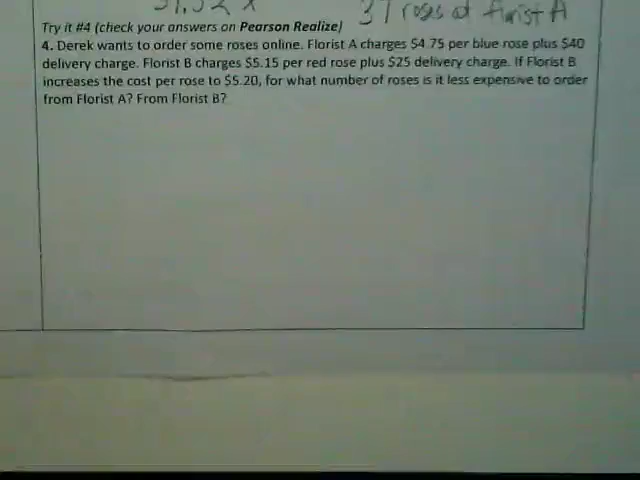 37 roses at florist A
Try it #4 (check your answers on Pearson Realize)
4. Derek wants to order some roses online. Florist A charges $4.75 per blue rose plus $40
delivery charge. Florist B charges $5.15 per red rose plus $25 delivery charge. If Florist B
increases the cost per rose to $5.20, for what number of roses is it less expensive to order
from Florist A? From Florist B?